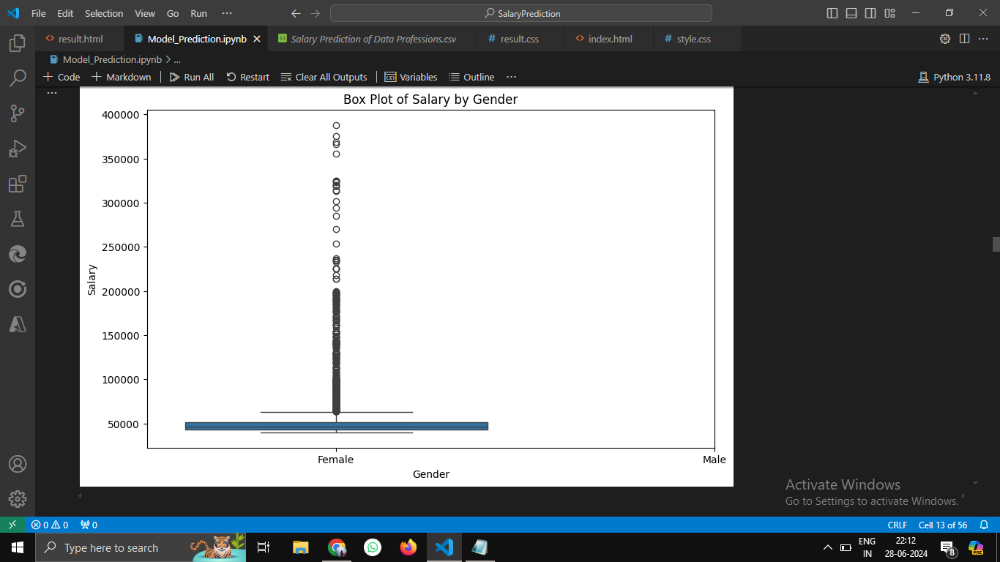 File Edit Selection View Go Run ··· SalaryPrediction
result.html Model_Prediction.ipynb Salary Prediction of Data Professions.csv result.css index.html style.css
Model_Prediction.ipynb > ...
Code Markdown Run All Restart Clear All Outputs Variables Outline ··· Python 3.11.8
Box Plot of Salary by Gender
400000
350000
300000
250000
200000
150000
100000
50000
Salary
Female Male
Gender
Activate Windows
Go to Settings to activate Windows.
0 0 0 CRLF Cell 13 of 56
Type here to search
ENG
IN
22:12
28-06-2024
8
PRE